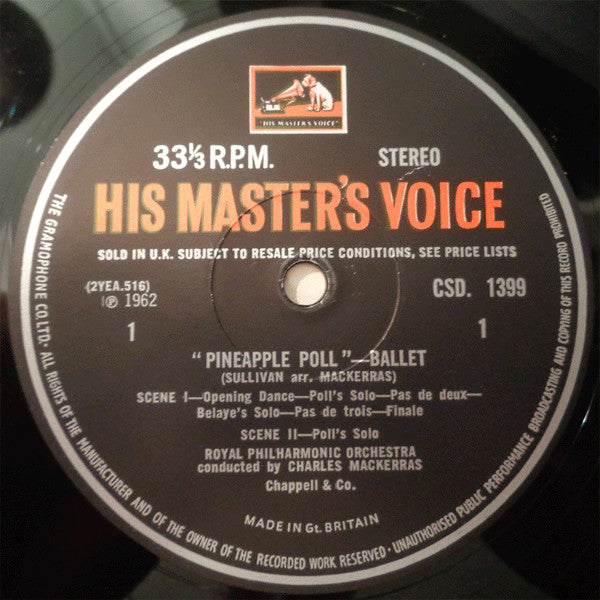 "HIS MASTER'S VOICE"
33⅓ R.P.M.
STEREO
HIS MASTER'S VOICE
SOLD IN U.K. SUBJECT TO RESALE PRICE CONDITIONS, SEE PRICE LISTS
(2YEA.516)
Ⓟ 1962
CSD. 1399
1
1
"PINEAPPLE POLL"—BALLET
(SULLIVAN arr. MACKERRAS)
SCENE I—Opening Dance—Poll's Solo—Pas de deux—
Belaye's Solo—Pas de trois—Finale
SCENE II—Poll's Solo
ROYAL PHILHARMONIC ORCHESTRA
conducted by CHARLES MACKERRAS
Chappell & Co.
MADE IN Gt. BRITAIN
THE GRAMOPHONE CO. LTD. • ALL RIGHTS OF THE MANUFACTURER AND OF THE OWNER OF THE RECORDED WORK RESERVED • UNAUTHORISED PUBLIC PERFORMANCE BROADCASTING AND COPYING OF THIS RECORD PROHIBITED